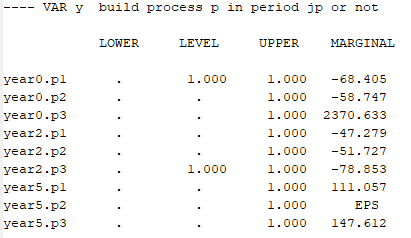 ---- VAR y  build process p in period jp or not
LOWER LEVEL UPPER MARGINAL
year0.p1 . 1.000 1.000 -68.405
year0.p2 . . 1.000 -58.747
year0.p3 . . 1.000 2370.633
year2.p1 . . 1.000 -47.279
year2.p2 . . 1.000 -51.727
year2.p3 . 1.000 1.000 -78.853
year5.p1 . . 1.000 111.057
year5.p2 . . 1.000 EPS
year5.p3 . . 1.000 147.612